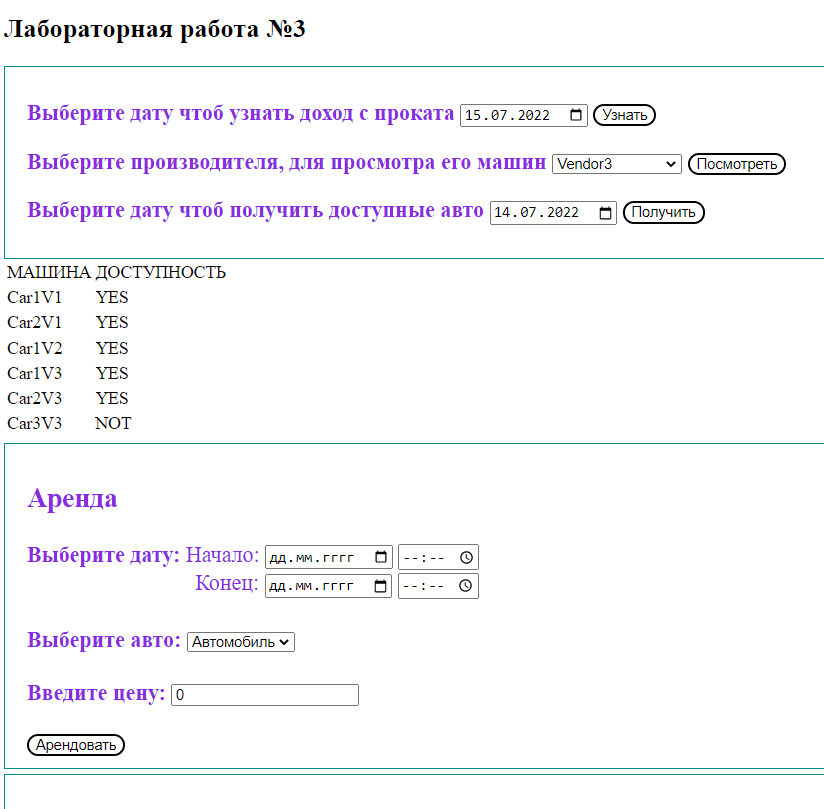 Лабораторная работа №3
Выберите дату чтоб узнать доход с проката 15.07.2022 Узнать
Выберите производителя, для просмотра его машин Vendor3 Посмотреть
Выберите дату чтоб получить доступные авто 14.07.2022 Получить
МАШИНА ДОСТУПНОСТЬ
Car1V1 YES
Car2V1 YES
Car1V2 YES
Car1V3 YES
Car2V3 YES
Car3V3 NOT
Аренда
Выберите дату: Начало: дд.мм.гггг --:--
Конец: дд.мм.гггг --:--
Выберите авто: Автомобиль
Введите цену: 0
Арендовать